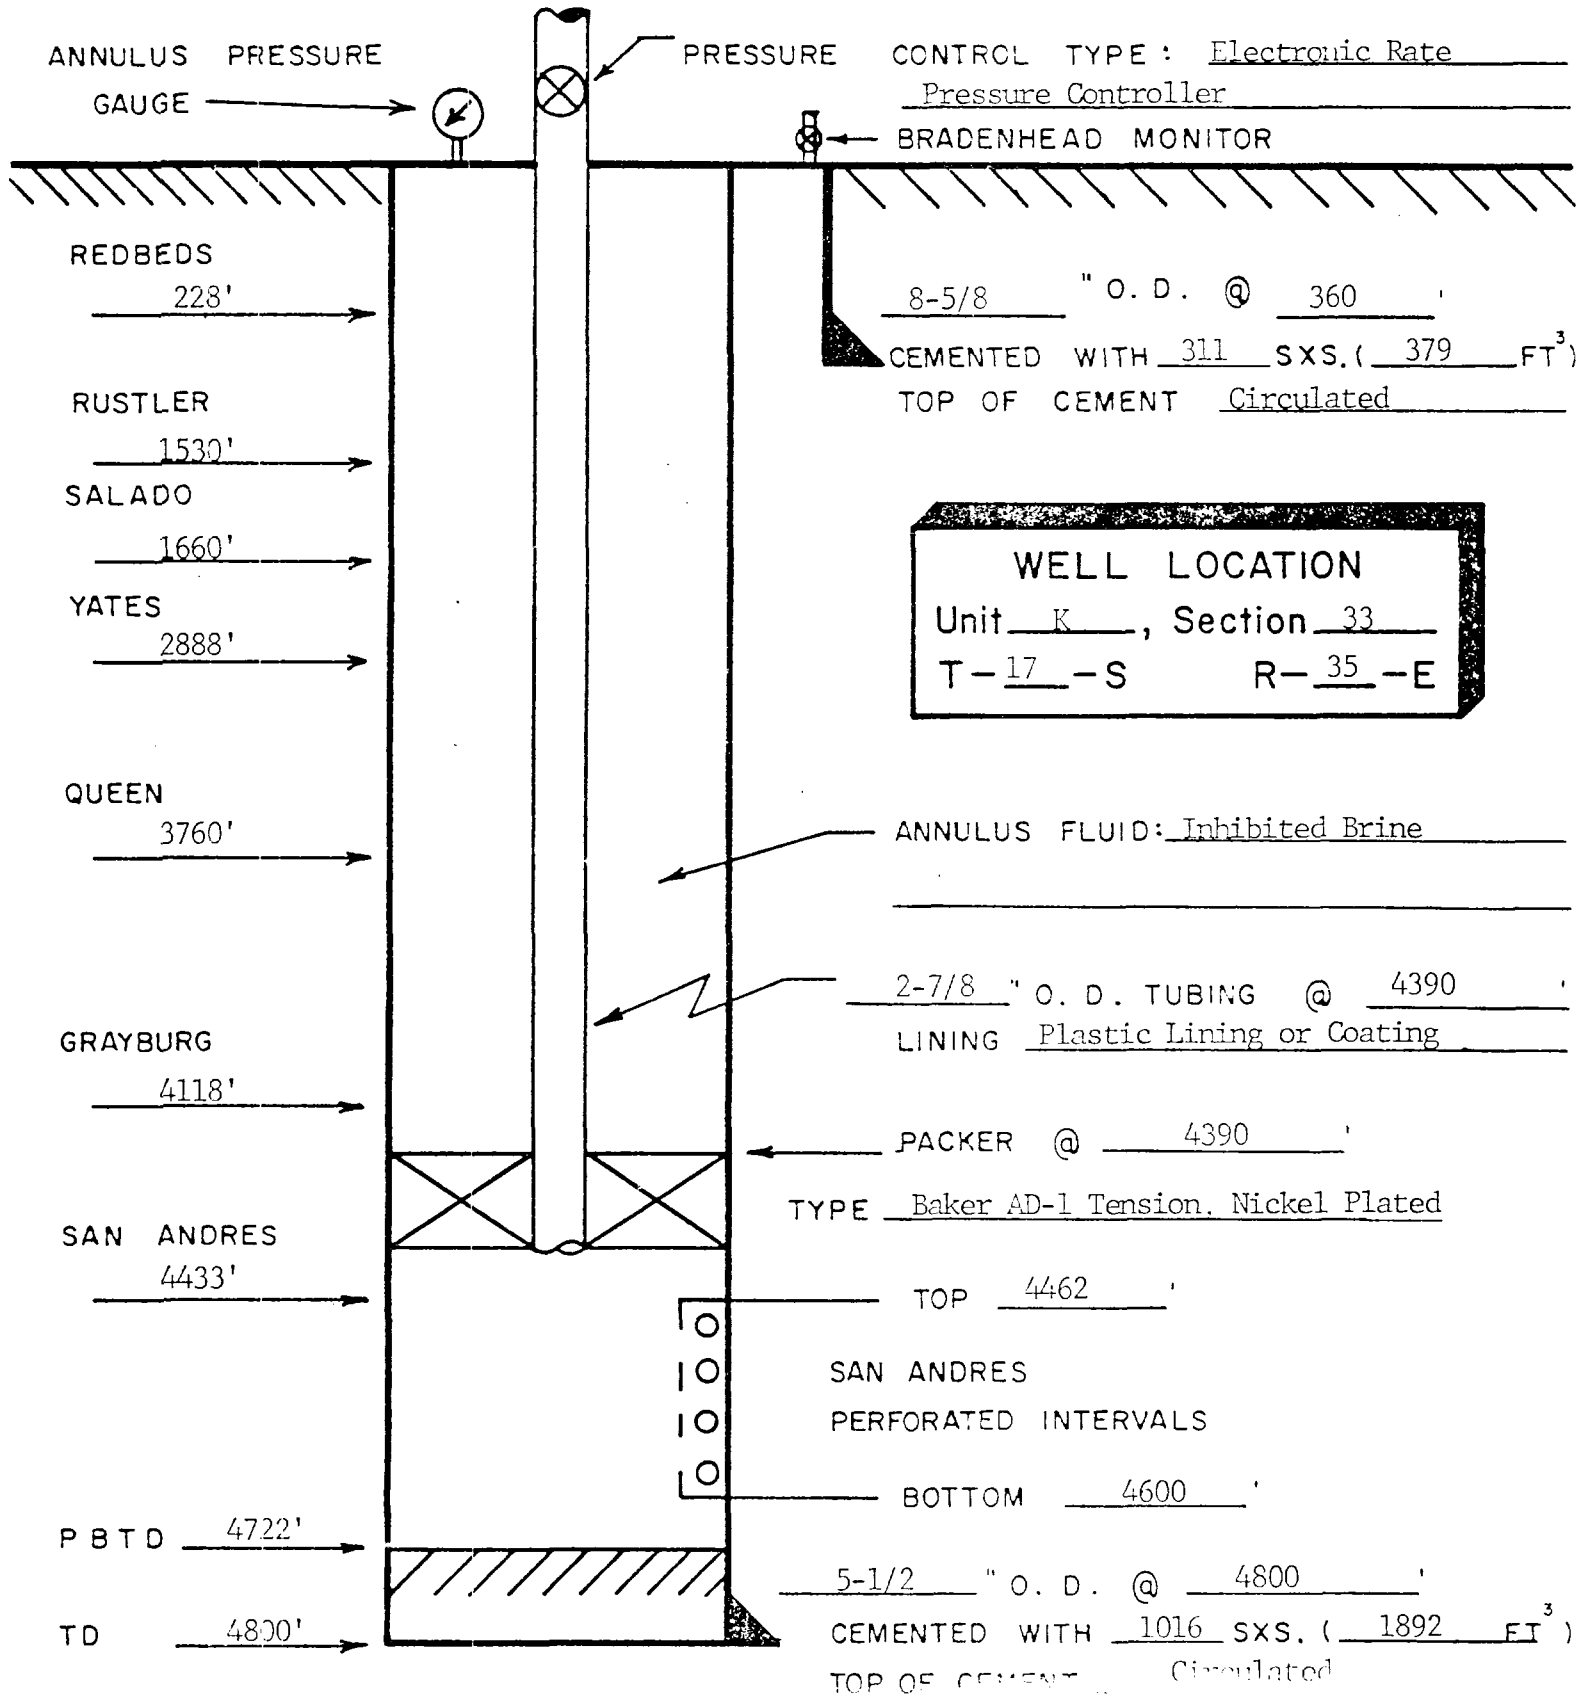 ANNULUS PRESSURE GAUGE
PRESSURE CONTROL TYPE: Electronic Rate
Pressure Controller
BRADENHEAD MONITOR
REDBEDS
228'
8-5/8 " O. D. @ 360 '
CEMENTED WITH 311 SXS. ( 379 FT³)
TOP OF CEMENT Circulated
RUSTLER
1530'
SALADO
1660'
YATES
2888'
WELL LOCATION
Unit K, Section 33
T-17-S R-35-E
QUEEN
3760'
ANNULUS FLUID: Inhibited Brine
2-7/8 " O. D. TUBING @ 4390 '
LINING Plastic Lining or Coating
GRAYBURG
4118'
PACKER @ 4390 '
TYPE Baker AD-1 Tension. Nickel Plated
SAN ANDRES
4433'
TOP 4462 '
SAN ANDRES
PERFORATED INTERVALS
BOTTOM 4600 '
PBTD 4722'
5-1/2 " O. D. @ 4800 '
TD 4800'
CEMENTED WITH 1016 SXS. ( 1892 FT³)
TOP OF CEMENT Circulated